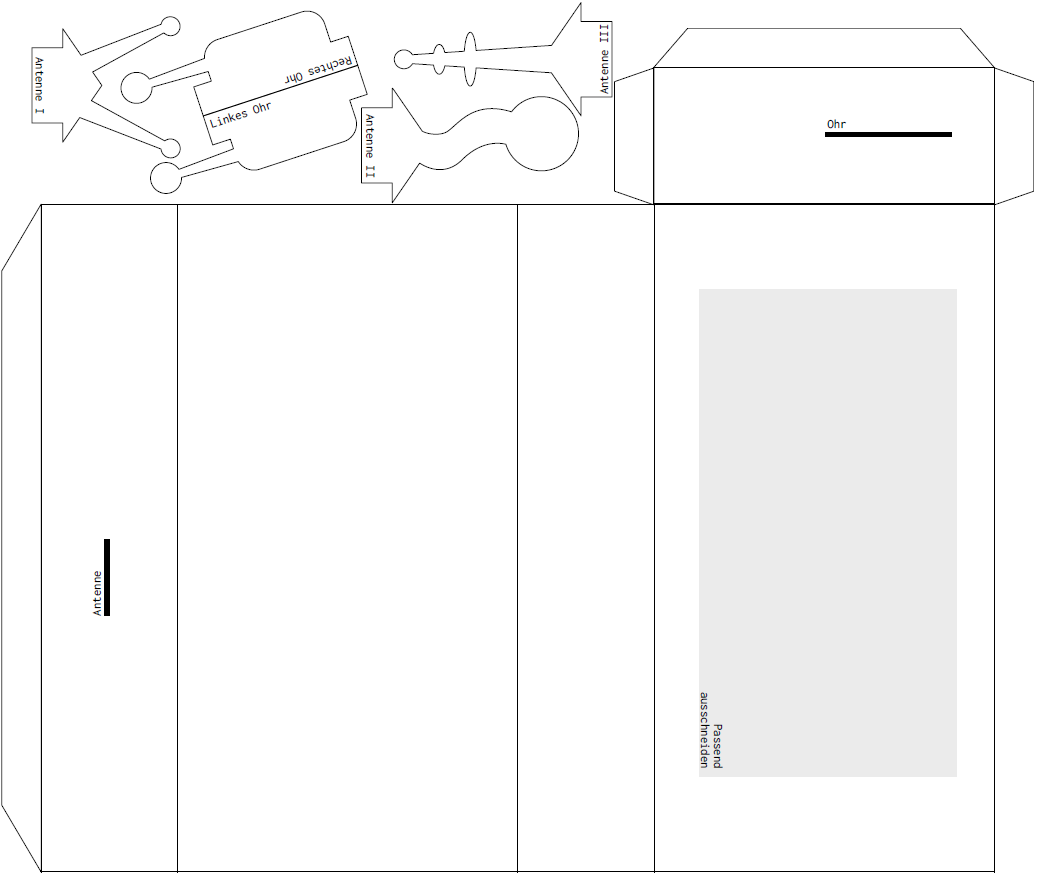 Antenne I
Rechtes Ohr
Linkes Ohr
Antenne II
Antenne III
Ohr
Antenne
Passend
ausschneiden